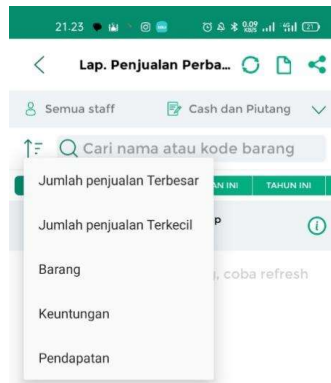 21.23
21
Lap. Penjualan Perba...
Semua staff
Cash dan Piutang
Cari nama atau kode barang
Jumlah penjualan Terbesar
AN INI
TAHUN INI
Jumlah penjualan Terkecil
p
Barang
, coba refresh
Keuntungan
Pendapatan